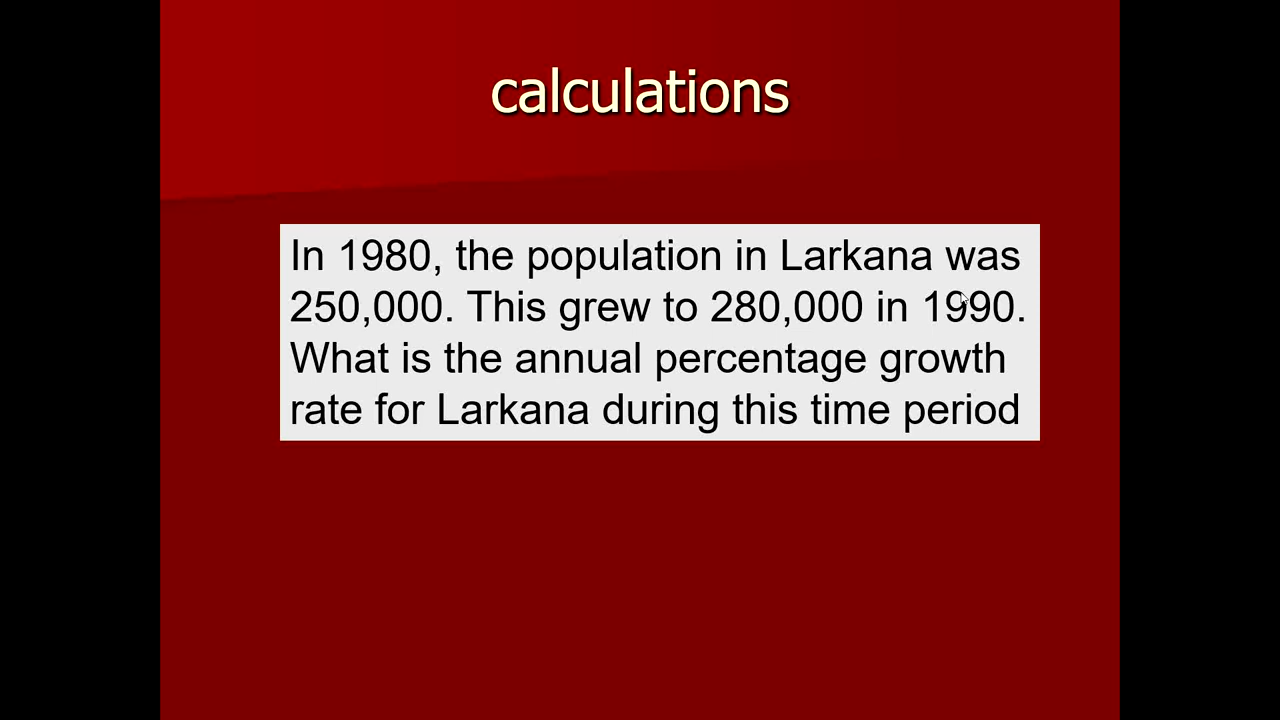 calculations
In 1980, the population in Larkana was
250,000. This grew to 280,000 in 1990.
What is the annual percentage growth
rate for Larkana during this time period